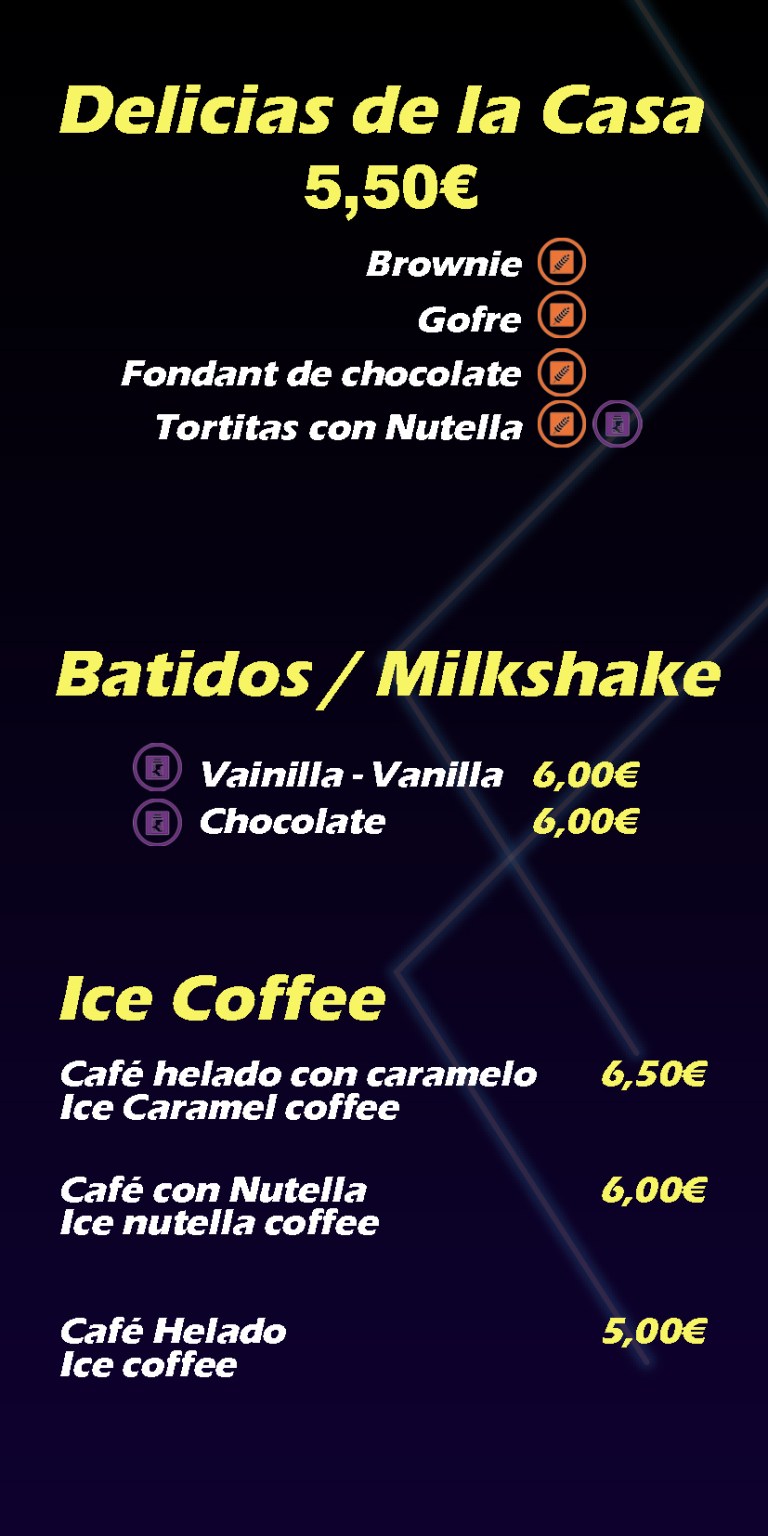 Delicias de la Casa
5,50€
Brownie
Gofre
Fondant de chocolate
Tortitas con Nutella
Batidos / Milkshake
Vainilla - Vanilla 6,00€
Chocolate 6,00€
Ice Coffee
Café helado con caramelo 6,50€
Ice Caramel coffee
Café con Nutella 6,00€
Ice nutella coffee
Café Helado 5,00€
Ice coffee